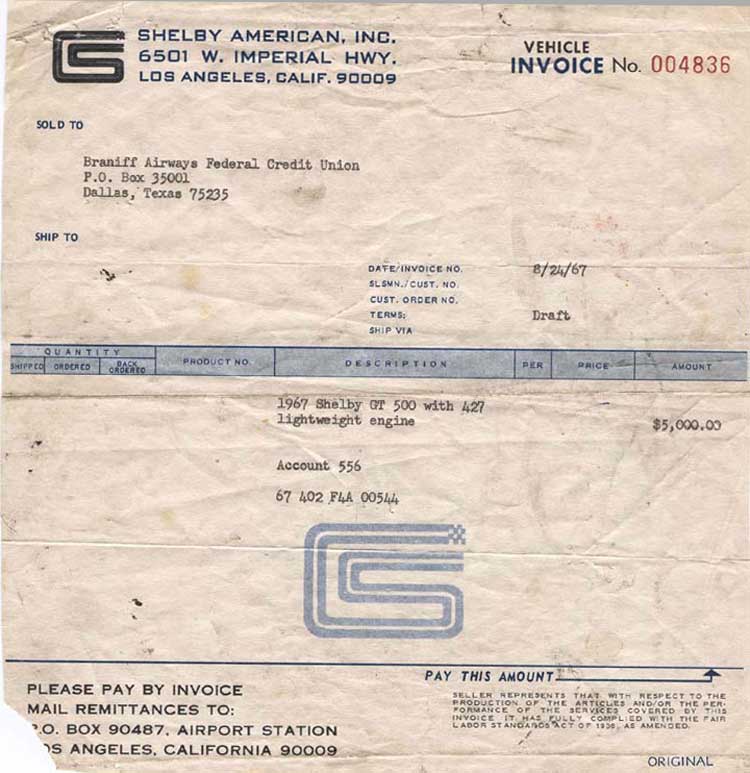 SHELBY AMERICAN, INC.
6501 W. IMPERIAL HWY.
LOS ANGELES, CALIF. 90009
VEHICLE
INVOICE No. 004836
SOLD TO
Braniff Airways Federal Credit Union
P.O. Box 35001
Dallas, Texas 75235
SHIP TO
DATE/INVOICE NO. 8/24/67
SLSMN./CUST. NO.
CUST. ORDER NO.
TERMS: Draft
SHIP VIA
QUANTITY
SHIPPED ORDERED BACK ORDERED PRODUCT NO. DESCRIPTION PER PRICE AMOUNT
1967 Shelby GT 500 with 427
lightweight engine $5,000.00
Account 556
67 402 F4A 00544
PAY THIS AMOUNT
SELLER REPRESENTS THAT WITH RESPECT TO THE
PRODUCTION OF THE ARTICLES AND/OR THE PER-
FORMANCE OF THE SERVICES COVERED BY THIS
INVOICE IT HAS FULLY COMPLIED WITH THE FAIR
LABOR STANDARDS ACT OF 1938, AS AMENDED.
PLEASE PAY BY INVOICE
MAIL REMITTANCES TO:
P.O. BOX 90487, AIRPORT STATION
LOS ANGELES, CALIFORNIA 90009
ORIGINAL